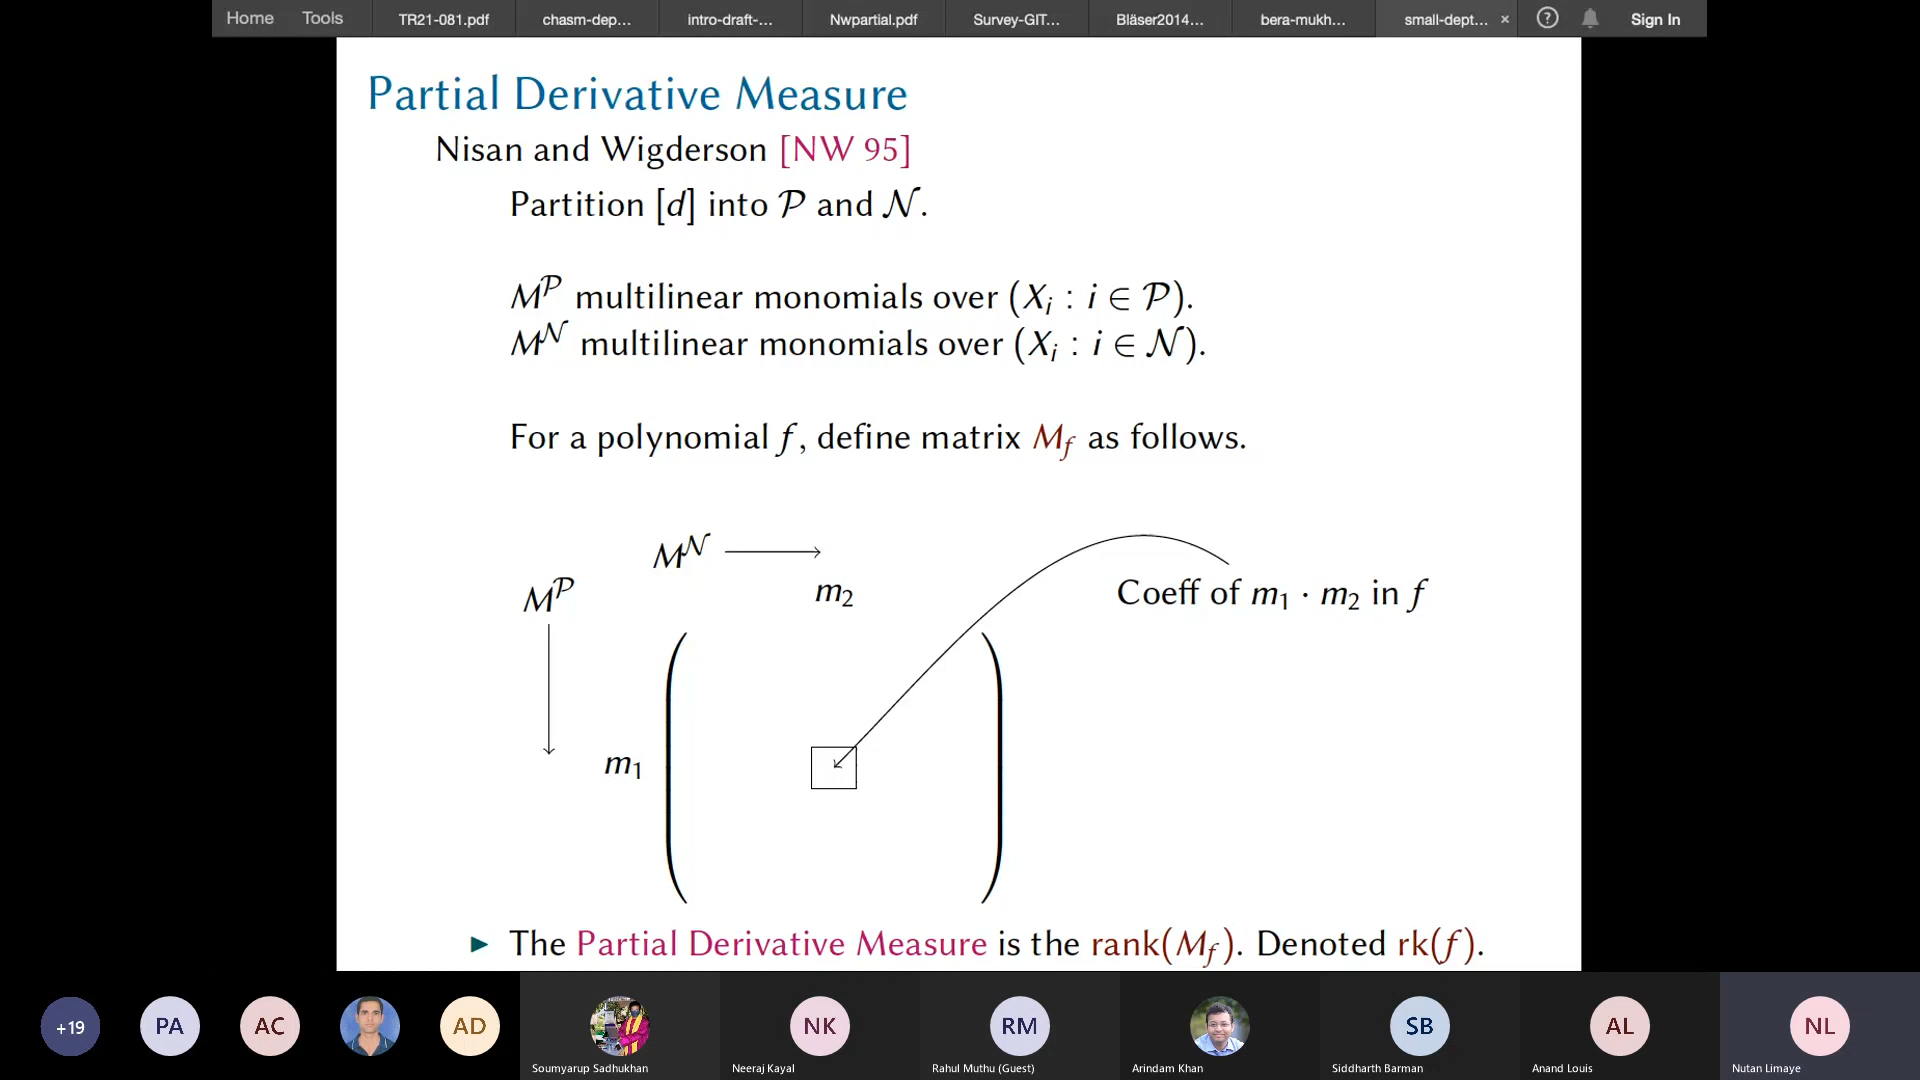 Home Tools TR21-081.pdf chasm-dep... intro-draft-... Nwpartial.pdf Survey-GIT... Bläser2014... bera-mukh... small-dept... × ? Sign In
Partial Derivative Measure
Nisan and Wigderson [NW 95]
Partition [d] into 𝒫 and 𝒩.
M^𝒫 multilinear monomials over (X_i : i ∈ 𝒫).
M^𝒩 multilinear monomials over (X_i : i ∈ 𝒩).
For a polynomial f, define matrix M_f as follows.
M^𝒩
M^𝒫
m_2
Coeff of m_1 · m_2 in f
m_1
► The Partial Derivative Measure is the rank(M_f). Denoted rk(f).
+19 PA AC AD NK RM SB AL NL
Soumyarup Sadhukhan Neeraj Kayal Rahul Muthu (Guest) Arindam Khan Siddharth Barman Anand Louis Nutan Limaye